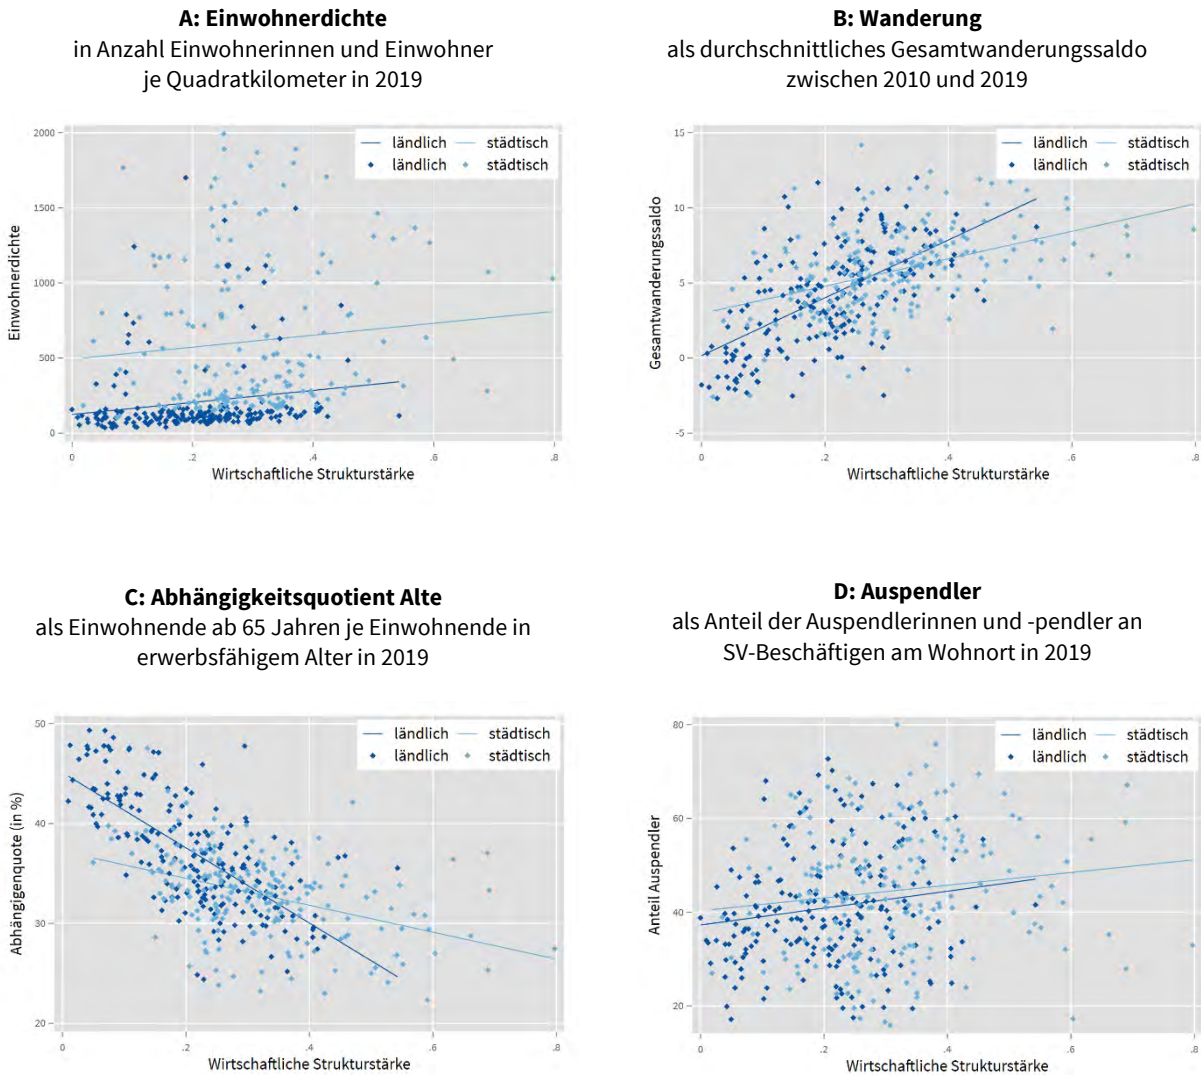 A: Einwohnerdichte
in Anzahl Einwohnerinnen und Einwohner
je Quadratkilometer in 2019
2000
1500
1000
500
0
Einwohnerdichte
ländlich städtisch
ländlich städtisch
0 .2 .4 .6 .8
Wirtschaftliche Strukturstärke
B: Wanderung
als durchschnittliches Gesamtwanderungssaldo
zwischen 2010 und 2019
15
10
5
0
-5
Gesamtwanderungssaldo
ländlich städtisch
ländlich städtisch
0 .2 .4 .6 .8
Wirtschaftliche Strukturstärke
C: Abhängigkeitsquotient Alte
als Einwohnende ab 65 Jahren je Einwohnende in
erwerbsfähigem Alter in 2019
50
40
30
20
Abhängigenquote (in %)
ländlich städtisch
ländlich städtisch
0 .2 .4 .6 .8
Wirtschaftliche Strukturstärke
D: Auspendler
als Anteil der Auspendlerinnen und -pendler an
SV-Beschäftigen am Wohnort in 2019
80
60
40
20
Anteil Auspendler
ländlich städtisch
ländlich städtisch
0 .2 .4 .6 .8
Wirtschaftliche Strukturstärke